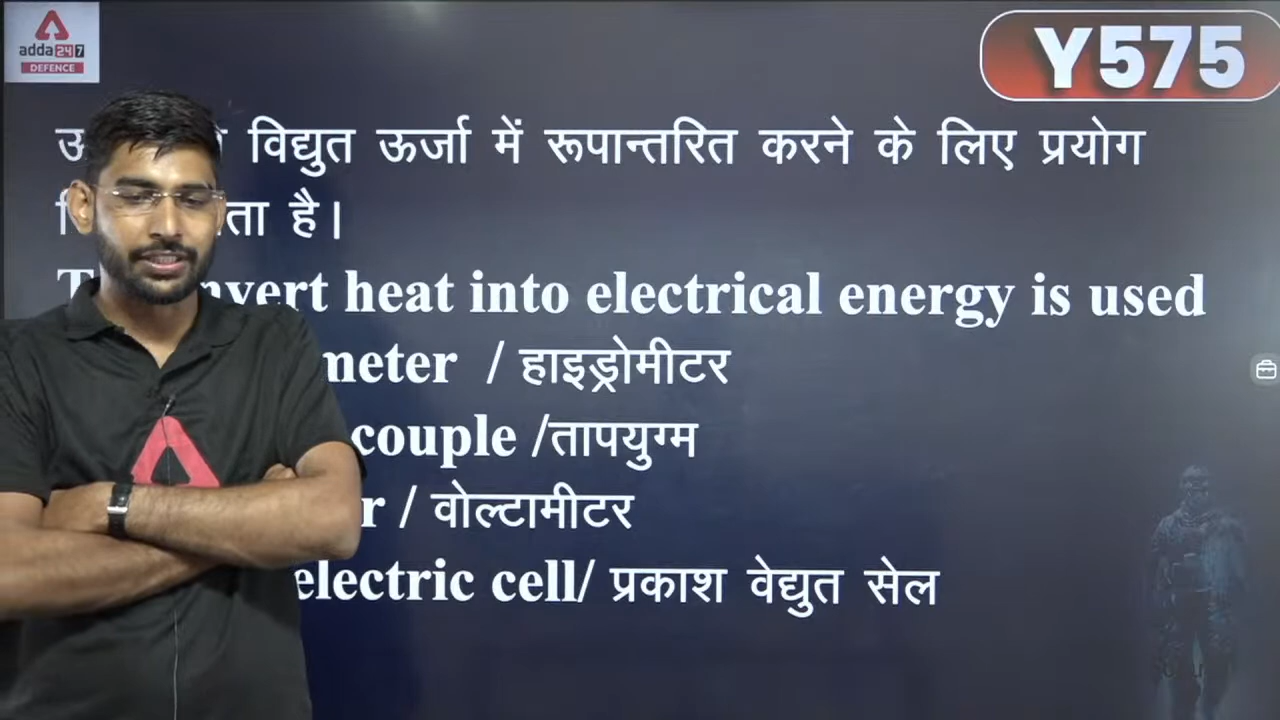 adda247
DEFENCE
Y575
विद्युत ऊर्जा में रूपान्तरित करने के लिए प्रयोग
है।
heat into electrical energy is used
meter / हाइड्रोमीटर
couple /तापयुग्म
r / वोल्टामीटर
electric cell/ प्रकाश वेद्युत सेल